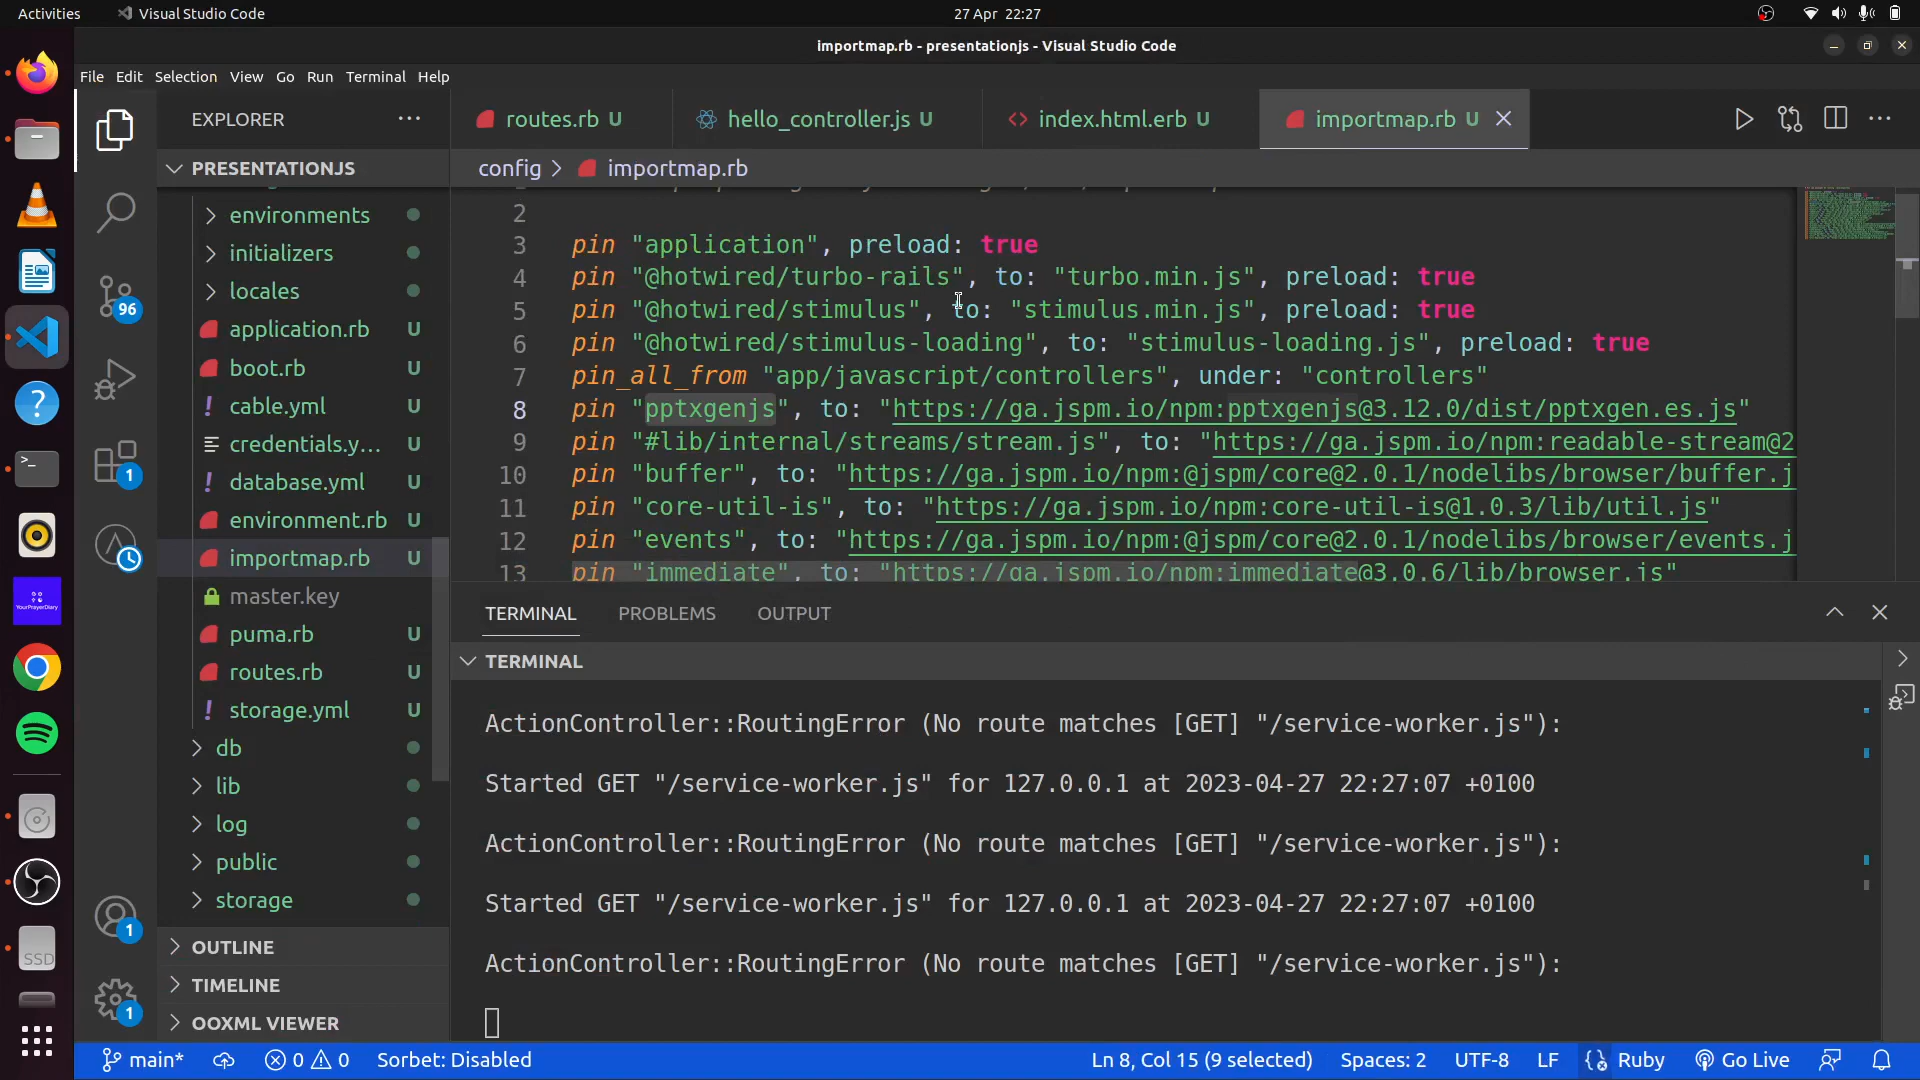 Activities
Visual Studio Code
27 Apr 22:27
importmap.rb - presentationjs - Visual Studio Code
File Edit Selection View Go Run Terminal Help
EXPLORER
routes.rb U
hello_controller.js U
index.html.erb U
importmap.rb U
PRESENTATIONJS
config > importmap.rb
environments
initializers
locales
application.rb U
boot.rb U
cable.yml U
credentials.y... U
database.yml U
environment.rb U
importmap.rb U
master.key
puma.rb U
routes.rb U
storage.yml U
db
lib
log
public
storage
OUTLINE
TIMELINE
OOXML VIEWER
96
1
1
1
YourPrayerDiary
SSD
2
3 pin "application", preload: true
4 pin "@hotwired/turbo-rails", to: "turbo.min.js", preload: true
5 pin "@hotwired/stimulus", to: "stimulus.min.js", preload: true
6 pin "@hotwired/stimulus-loading", to: "stimulus-loading.js", preload: true
7 pin_all_from "app/javascript/controllers", under: "controllers"
8 pin "pptxgenjs", to: "https://ga.jspm.io/npm:pptxgenjs@3.12.0/dist/pptxgen.es.js"
9 pin "#lib/internal/streams/stream.js", to: "https://ga.jspm.io/npm:readable-stream@2
10 pin "buffer", to: "https://ga.jspm.io/npm:@jspm/core@2.0.1/nodelibs/browser/buffer.j
11 pin "core-util-is", to: "https://ga.jspm.io/npm:core-util-is@1.0.3/lib/util.js"
12 pin "events", to: "https://ga.jspm.io/npm:@jspm/core@2.0.1/nodelibs/browser/events.j
13 pin "immediate", to: "https://ga.jspm.io/npm:immediate@3.0.6/lib/browser.js"
TERMINAL PROBLEMS OUTPUT
TERMINAL
ActionController::RoutingError (No route matches [GET] "/service-worker.js"):
Started GET "/service-worker.js" for 127.0.0.1 at 2023-04-27 22:27:07 +0100
ActionController::RoutingError (No route matches [GET] "/service-worker.js"):
Started GET "/service-worker.js" for 127.0.0.1 at 2023-04-27 22:27:07 +0100
ActionController::RoutingError (No route matches [GET] "/service-worker.js"):
main* 0 0 Sorbet: Disabled
Ln 8, Col 15 (9 selected) Spaces: 2 UTF-8 LF Ruby Go Live